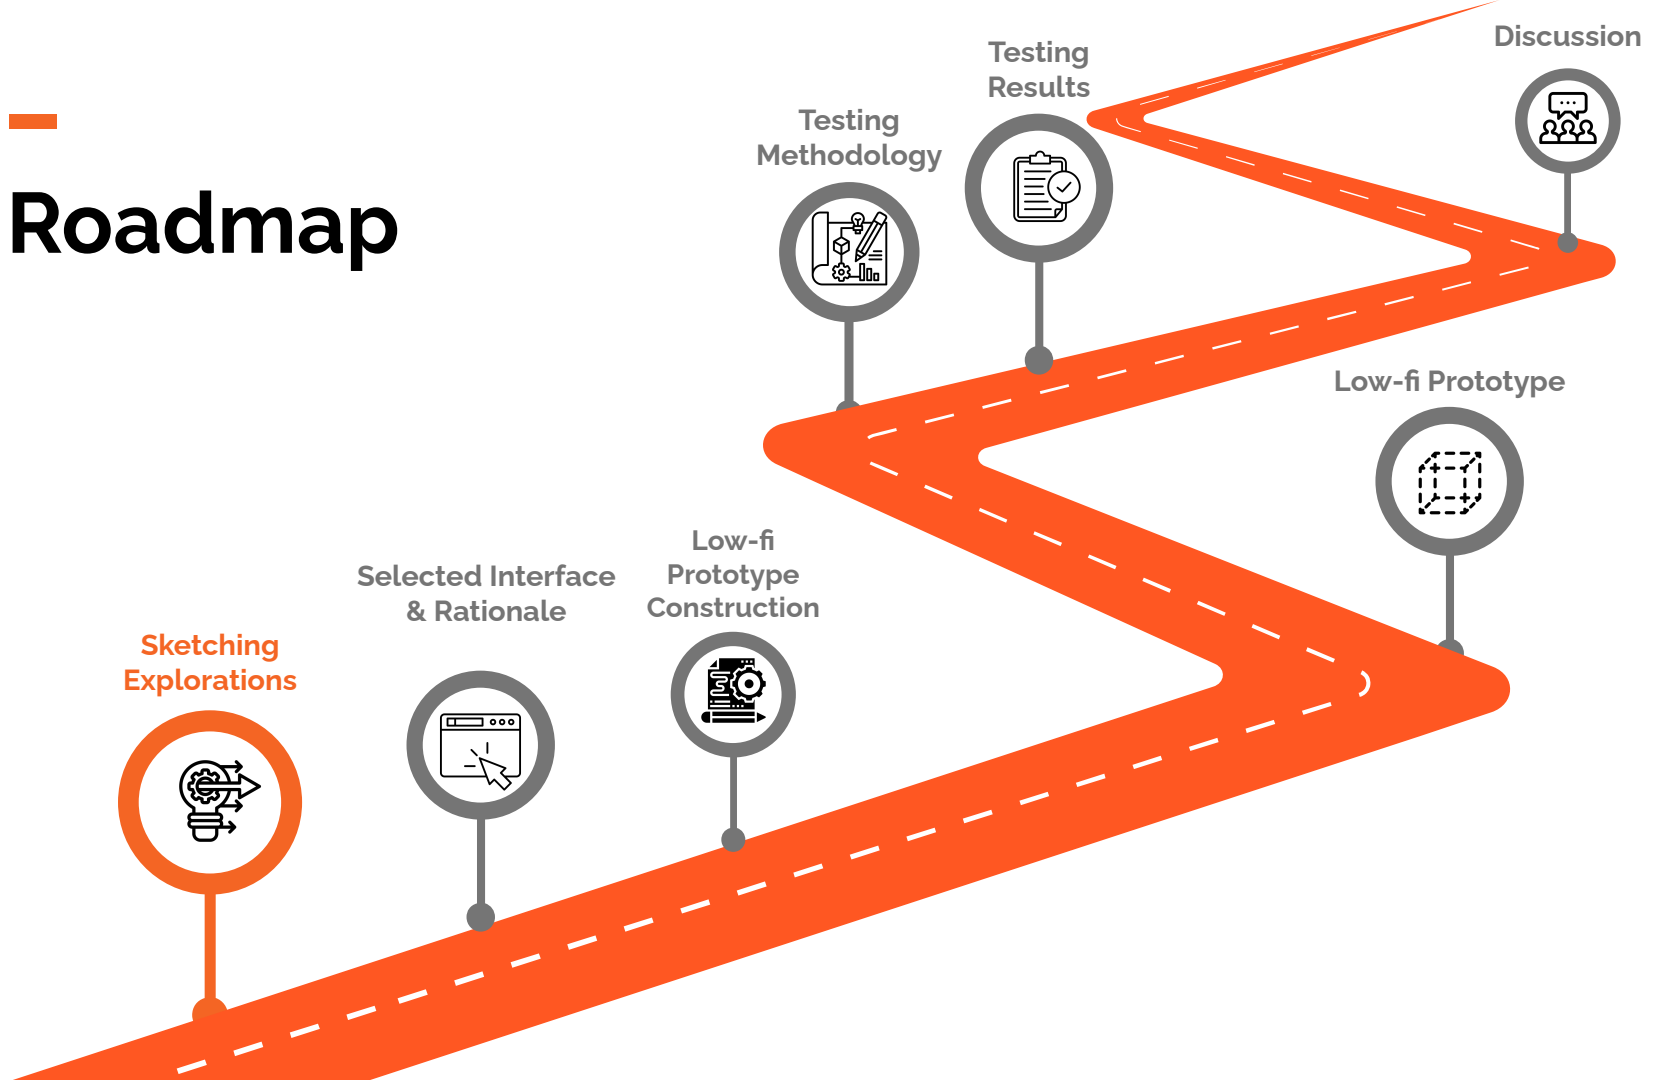 Roadmap
Sketching
Explorations
Selected Interface
& Rationale
Low-fi
Prototype
Construction
Low-fi Prototype
Testing
Methodology
Testing
Results
Discussion